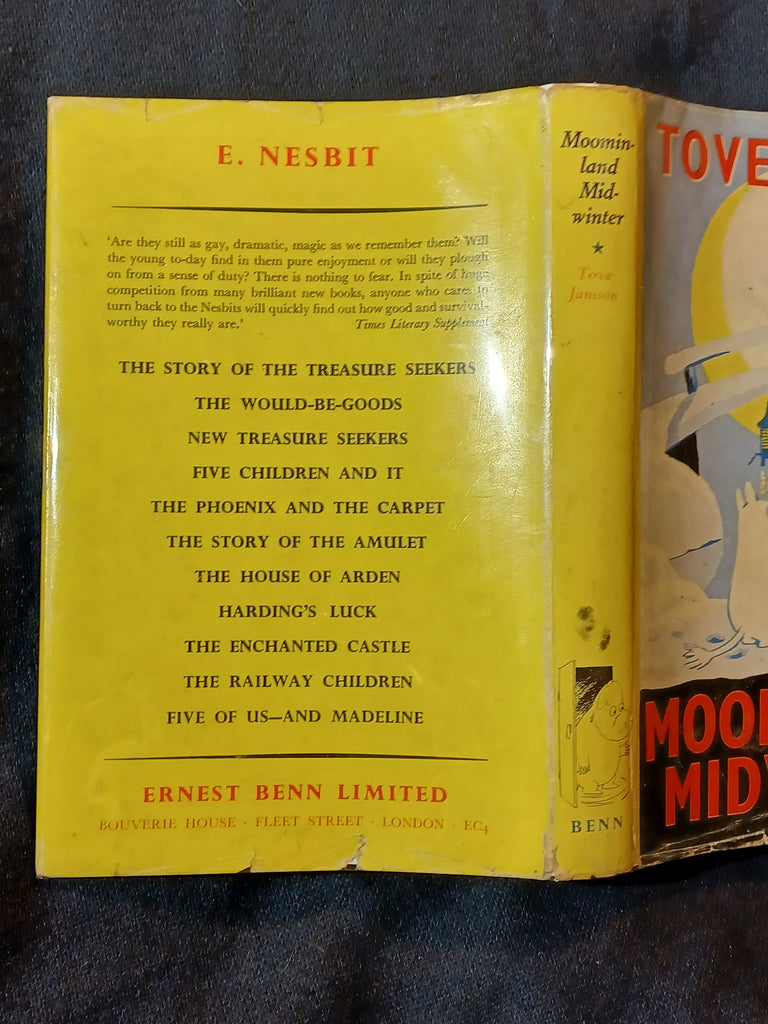 E. NESBIT
'Are they still as gay, dramatic, magic as we remember them? Will
the young to-day find in them pure enjoyment or will they plough
on from a sense of duty? There is nothing to fear. In spite of huge
competition from many brilliant new books, anyone who cares to
turn back to the Nesbits will quickly find out how good and survival-
worthy they really are.' Times Literary Supplement
THE STORY OF THE TREASURE SEEKERS
THE WOULD-BE-GOODS
NEW TREASURE SEEKERS
FIVE CHILDREN AND IT
THE PHOENIX AND THE CARPET
THE STORY OF THE AMULET
THE HOUSE OF ARDEN
HARDING'S LUCK
THE ENCHANTED CASTLE
THE RAILWAY CHILDREN
FIVE OF US—AND MADELINE
ERNEST BENN LIMITED
BOUVERIE HOUSE · FLEET STREET · LONDON · EC4
Moomin-
land
Mid-
winter
Tove
Jansson
BENN
TOVE
MOO
MID